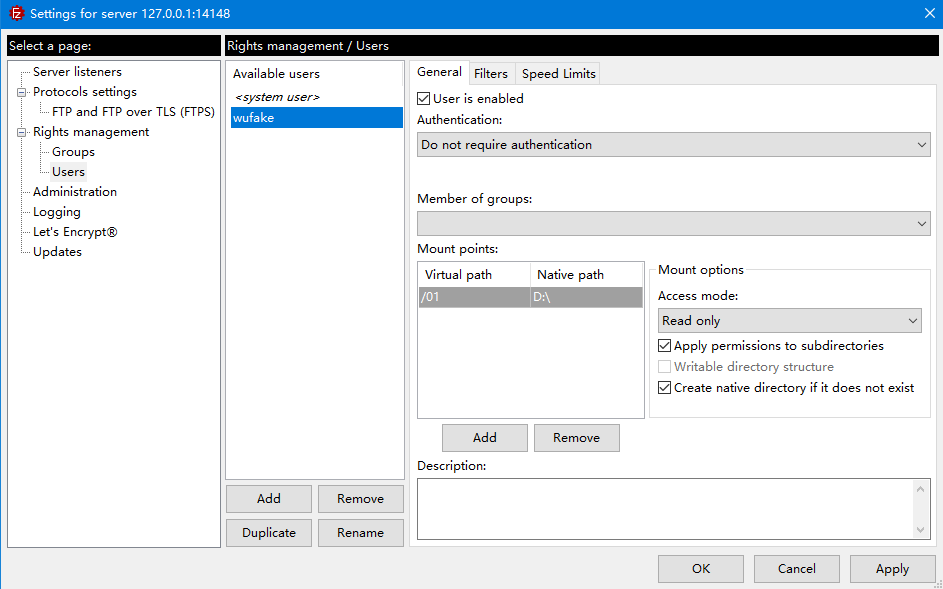 Settings for server 127.0.0.1:14148
Select a page:
Server listeners
Protocols settings
FTP and FTP over TLS (FTPS)
Rights management
Groups
Users
Administration
Logging
Let's Encrypt®
Updates
Rights management / Users
Available users
<system user>
wufake
Add
Remove
Duplicate
Rename
General
Filters
Speed Limits
User is enabled
Authentication:
Do not require authentication
Member of groups:
Mount points:
Virtual path
Native path
/01
D:\
Add
Remove
Mount options
Access mode:
Read only
Apply permissions to subdirectories
Writable directory structure
Create native directory if it does not exist
Description:
OK
Cancel
Apply